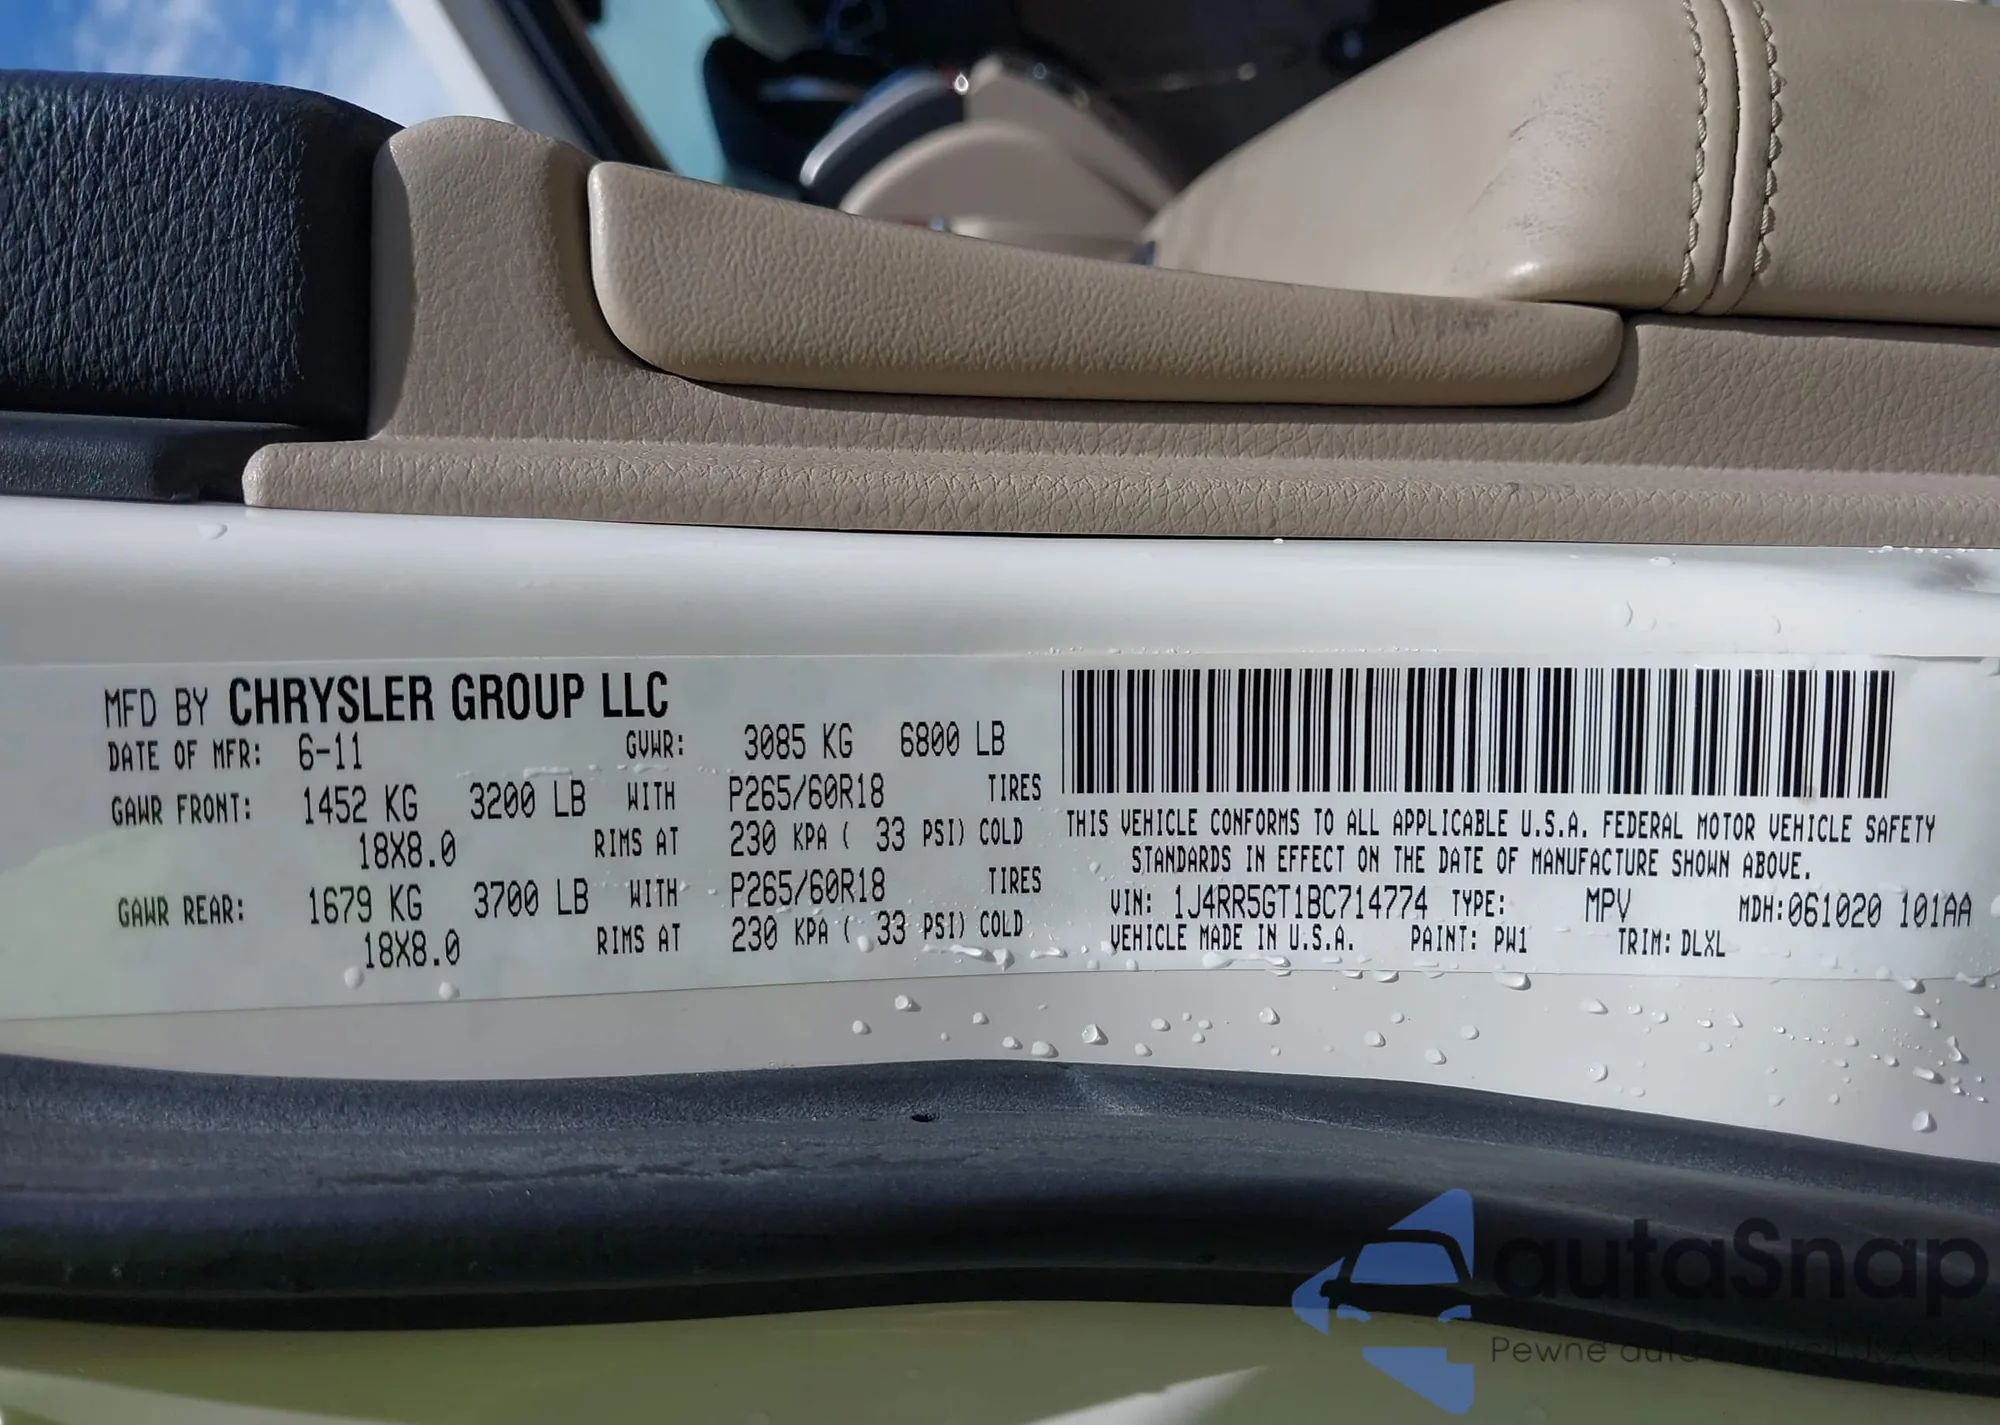 MFD BY CHRYSLER GROUP LLC
DATE OF MFR: 6-11 GVWR: 3085 KG 6800 LB
GAWR FRONT: 1452 KG 3200 LB WITH P265/60R18 TIRES
18X8.0 RIMS AT 230 KPA ( 33 PSI) COLD
GAWR REAR: 1679 KG 3700 LB WITH P265/60R18 TIRES
18X8.0 RIMS AT 230 KPA ( 33 PSI) COLD
THIS VEHICLE CONFORMS TO ALL APPLICABLE U.S.A. FEDERAL MOTOR VEHICLE SAFETY
STANDARDS IN EFFECT ON THE DATE OF MANUFACTURE SHOWN ABOVE.
VIN: 1J4RR5GT1BC714774 TYPE: MPV MDH:061020 101AA
VEHICLE MADE IN U.S.A. PAINT: PW1 TRIM: DLXL
autaSnap
Pewne auta